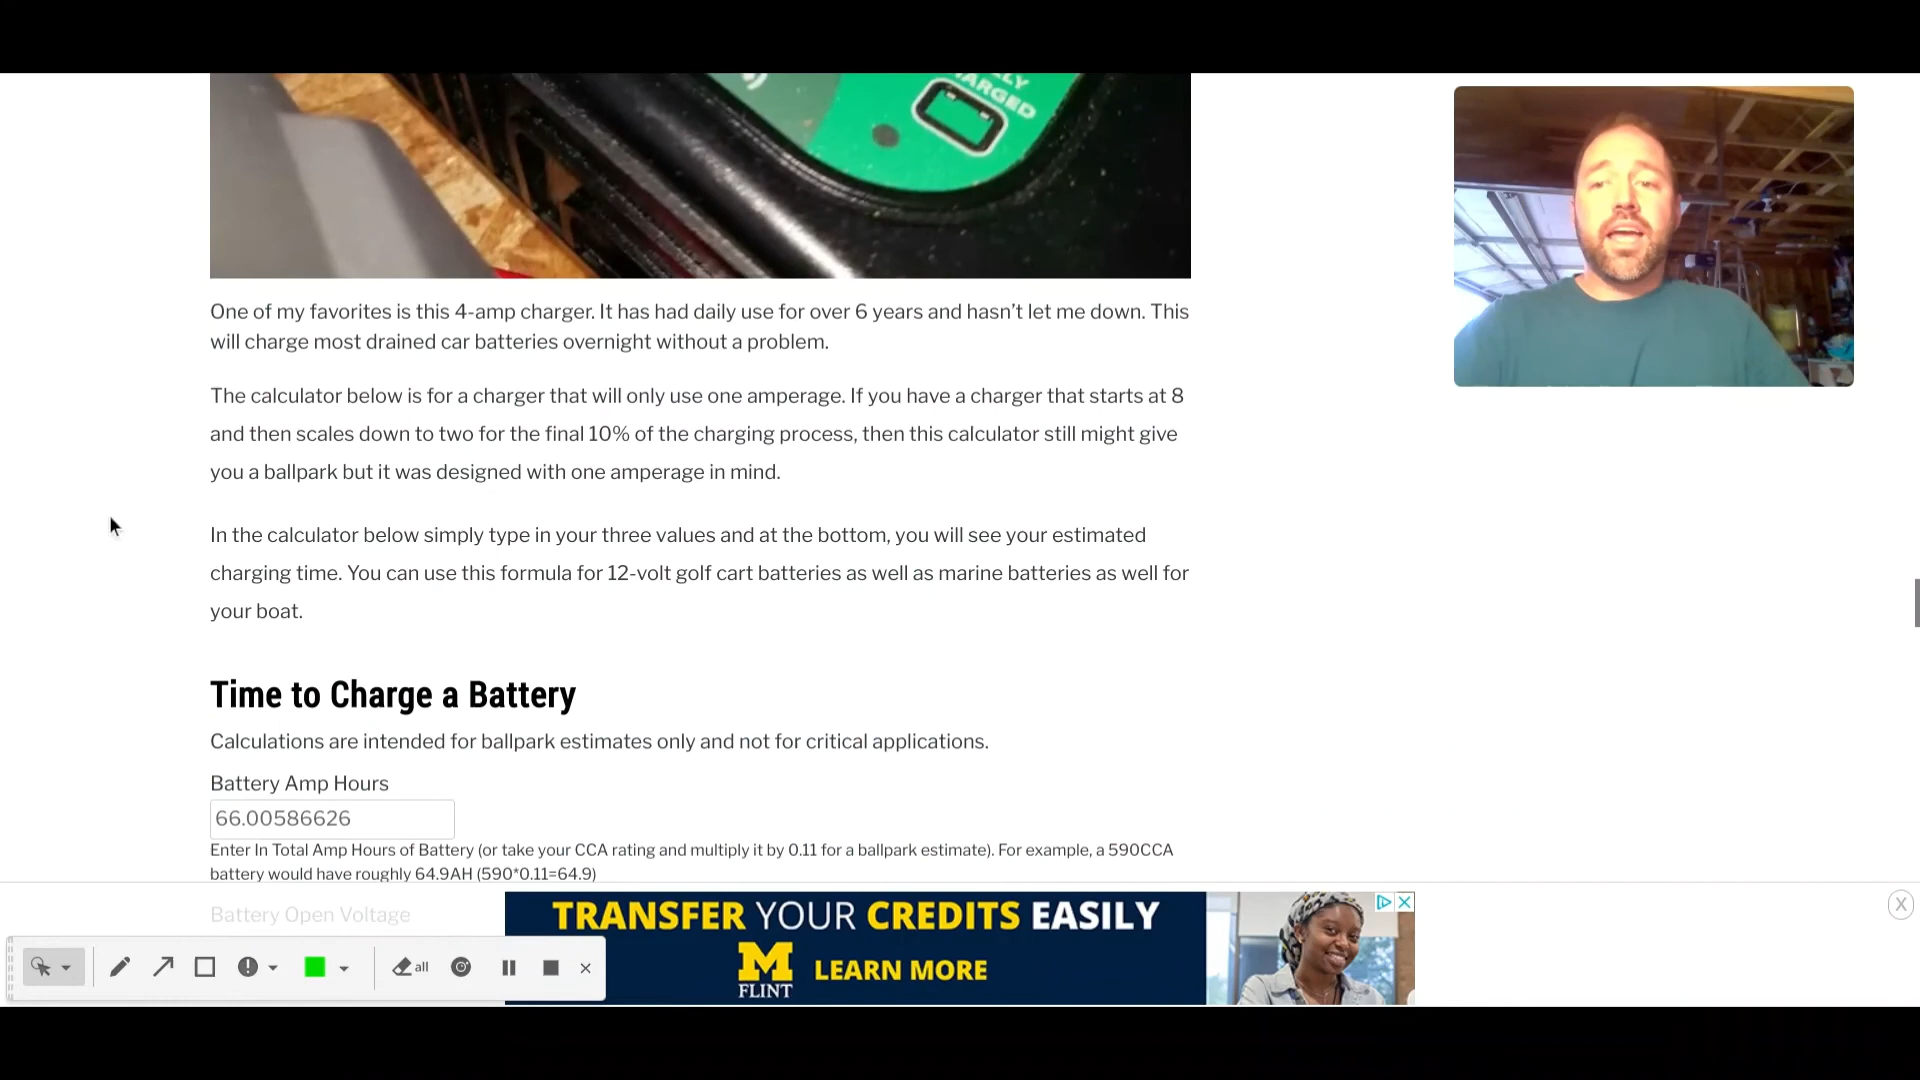 CHARGED
One of my favorites is this 4-amp charger. It has had daily use for over 6 years and hasn’t let me down. This
will charge most drained car batteries overnight without a problem.
The calculator below is for a charger that will only use one amperage. If you have a charger that starts at 8
and then scales down to two for the final 10% of the charging process, then this calculator still might give
you a ballpark but it was designed with one amperage in mind.
In the calculator below simply type in your three values and at the bottom, you will see your estimated
charging time. You can use this formula for 12-volt golf cart batteries as well as marine batteries as well for
your boat.
Time to Charge a Battery
Calculations are intended for ballpark estimates only and not for critical applications.
Battery Amp Hours
66.00586626
Enter In Total Amp Hours of Battery (or take your CCA rating and multiply it by 0.11 for a ballpark estimate). For example, a 590CCA
battery would have roughly 64.9AH (590*0.11=64.9)
Battery Open Voltage
TRANSFER YOUR CREDITS EASILY
M
FLINT
LEARN MORE
X
all